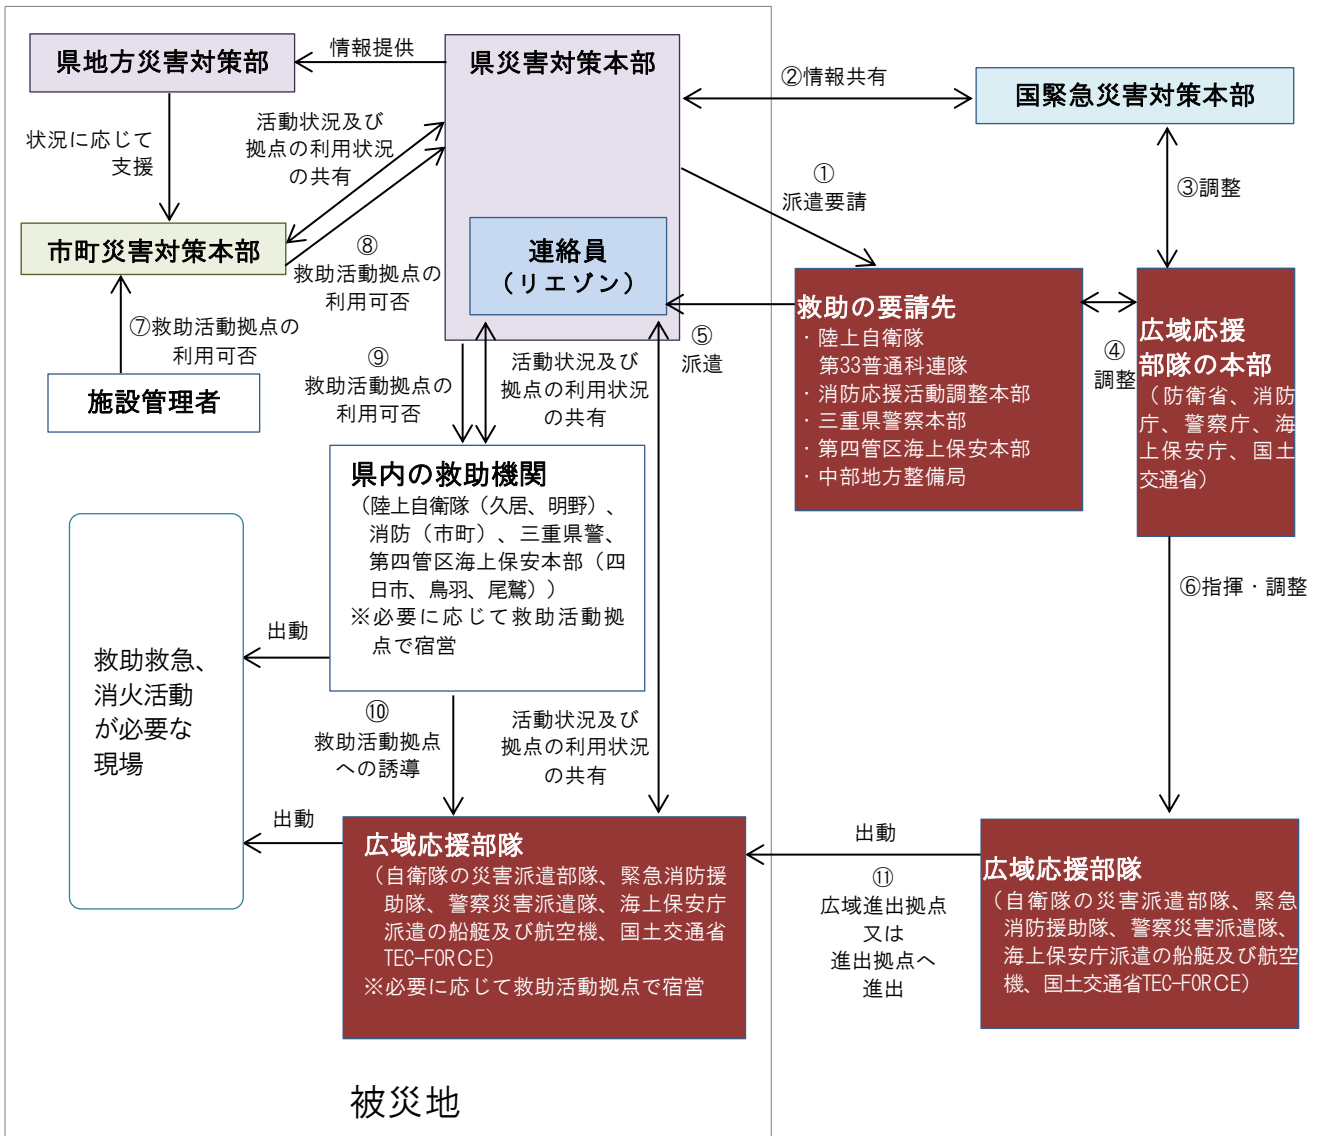 県地方災害対策部
情報提供
県災害対策本部
②情報共有
国緊急災害対策本部
状況に応じて
支援
活動状況及び
拠点の利用状況
の共有
①
派遣要請
③調整
市町災害対策本部
⑧
救助活動拠点の
利用可否
連絡員
（リエゾン）
⑦救助活動拠点の
利用可否
施設管理者
⑨
救助活動拠点の
利用可否
活動状況及び
拠点の利用状況
の共有
⑤
派遣
救助の要請先
・陸上自衛隊
第33普通科連隊
・消防応援活動調整本部
・三重県警察本部
・第四管区海上保安本部
・中部地方整備局
④
調整
広域応援
部隊の本部
（防衛省、消防
庁、警察庁、海
上保安庁、国土
交通省）
県内の救助機関
（陸上自衛隊（久居、明野）、
消防（市町）、三重県警、
第四管区海上保安本部（四
日市、鳥羽、尾鷲））
※必要に応じて救助活動拠
点で宿営
⑥指揮・調整
出動
救助救急、
消火活動
が必要な
現場
⑩
救助活動拠点
への誘導
活動状況及び
拠点の利用状況
の共有
出動
広域応援部隊
（自衛隊の災害派遣部隊、緊急消防援
助隊、警察災害派遣隊、海上保安庁
派遣の船艇及び航空機、国土交通省
TEC-FORCE）
※必要に応じて救助活動拠点で宿営
出動
⑪
広域進出拠点
又は
進出拠点へ
進出
広域応援部隊
（自衛隊の災害派遣部隊、緊急
消防援助隊、警察災害派遣隊、
海上保安庁派遣の船艇及び航空
機、国土交通省TEC-FORCE）
被災地